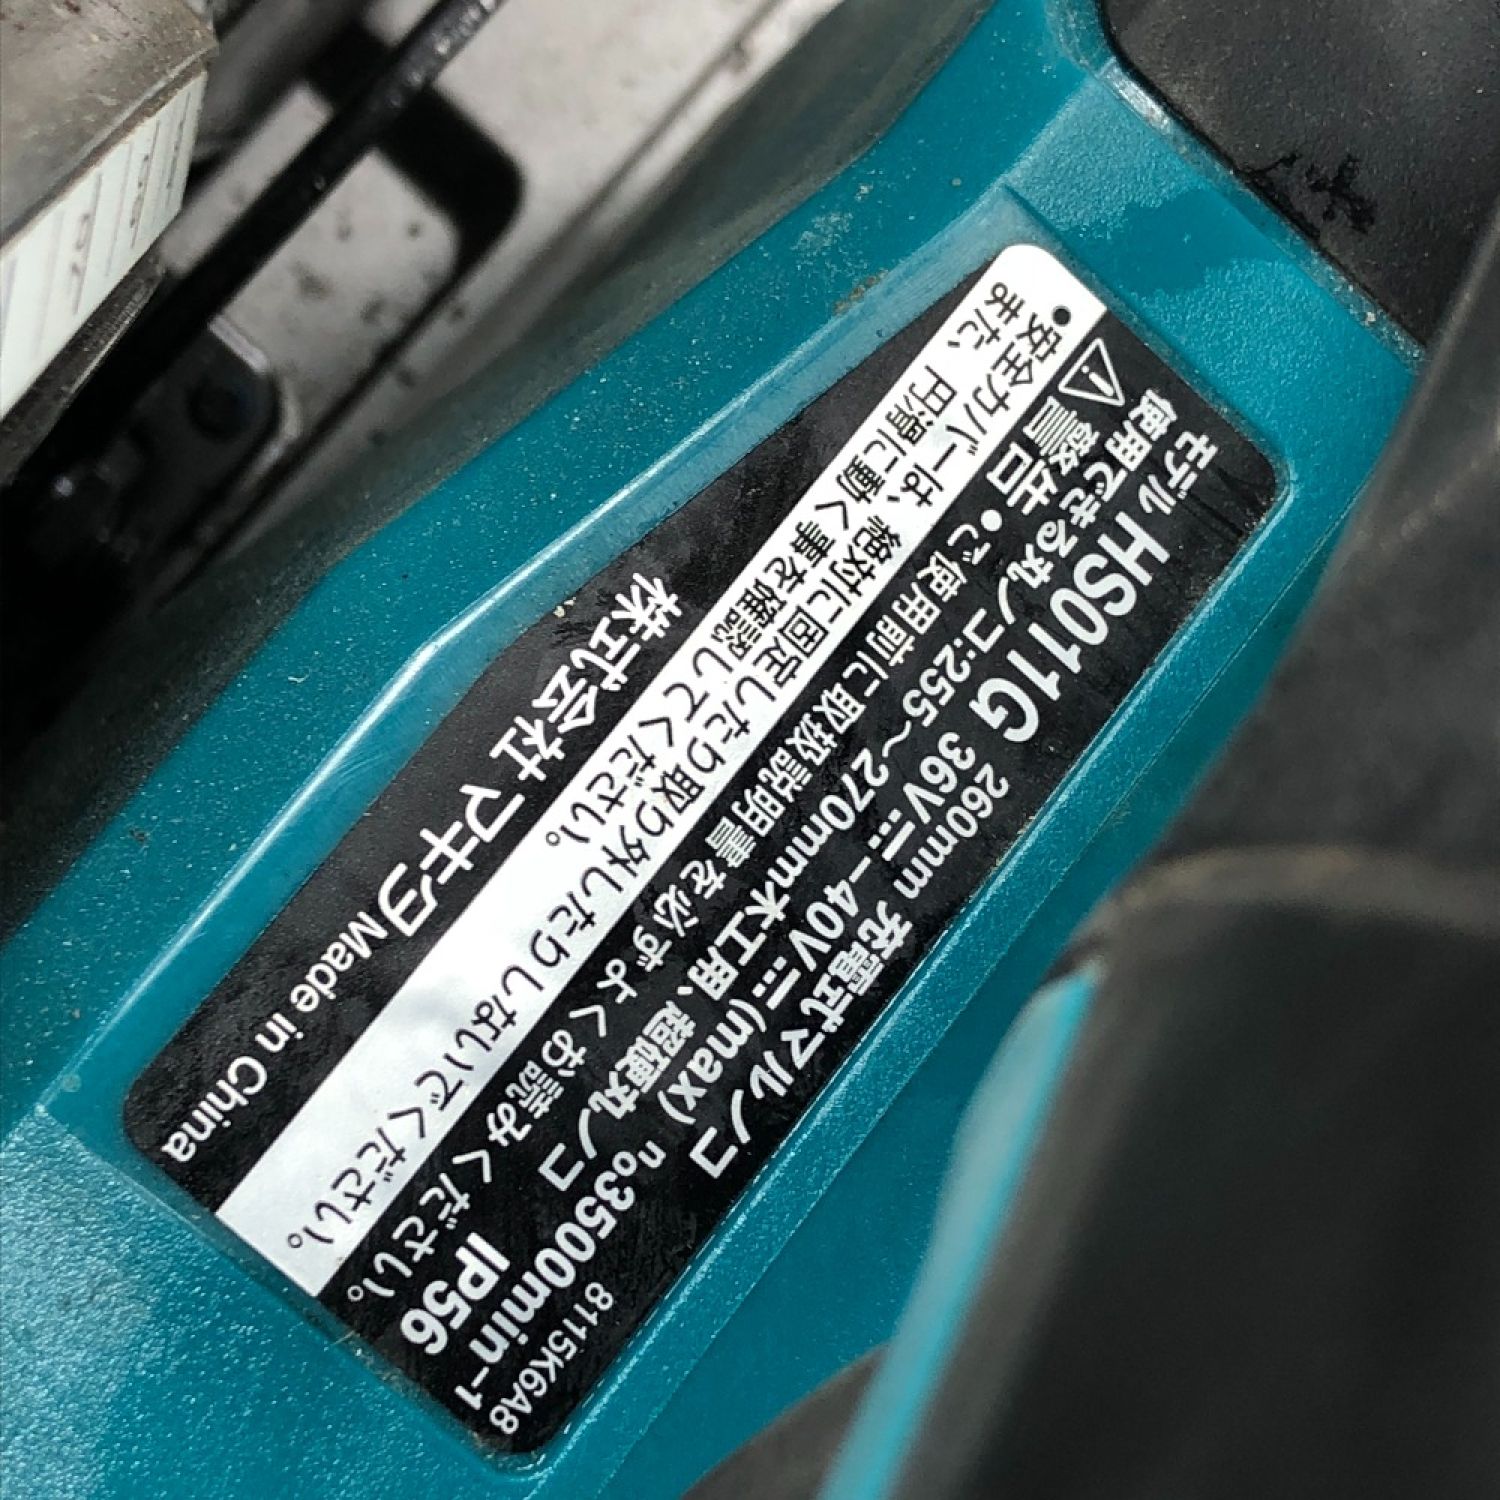 モデル HS011G 260mm 充電式マルノコ 8115K6A8
36V⎓–40V⎓(max) n₀3500min⁻¹
使用できる丸ノコ:255~270mm木工用、超硬丸ノコ IP56
⚠警告 ●ご使用前に取扱説明書を必ずよくお読みください。
●安全カバーは、絶対に固定したり取り外したりしないでください。
また、円滑に動く事を確認してください。
株式会社マキタ Made in China